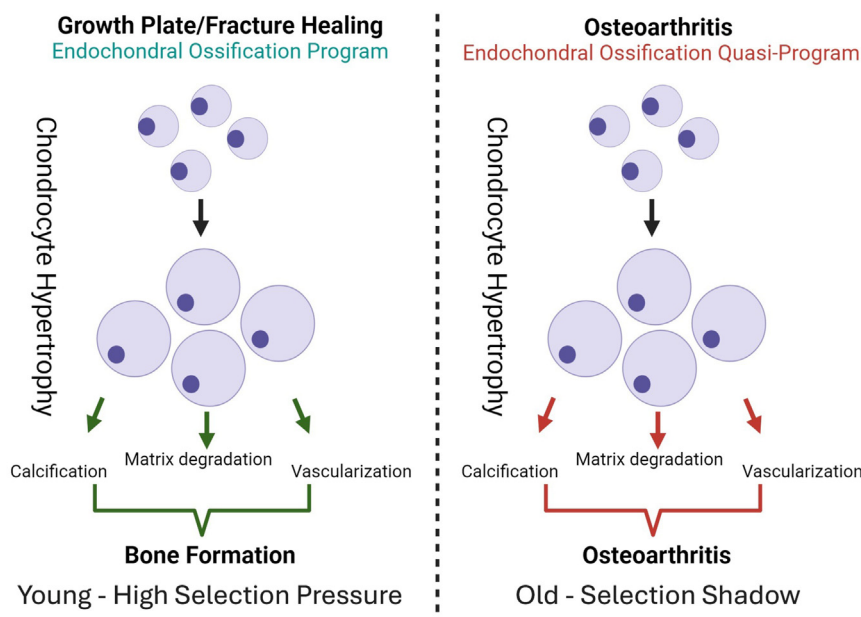 Growth Plate/Fracture Healing
Endochondral Ossification Program
Chondrocyte Hypertrophy
Calcification
Matrix degradation
Vascularization
Bone Formation
Young - High Selection Pressure
Osteoarthritis
Endochondral Ossification Quasi-Program
Chondrocyte Hypertrophy
Calcification
Matrix degradation
Vascularization
Osteoarthritis
Old - Selection Shadow